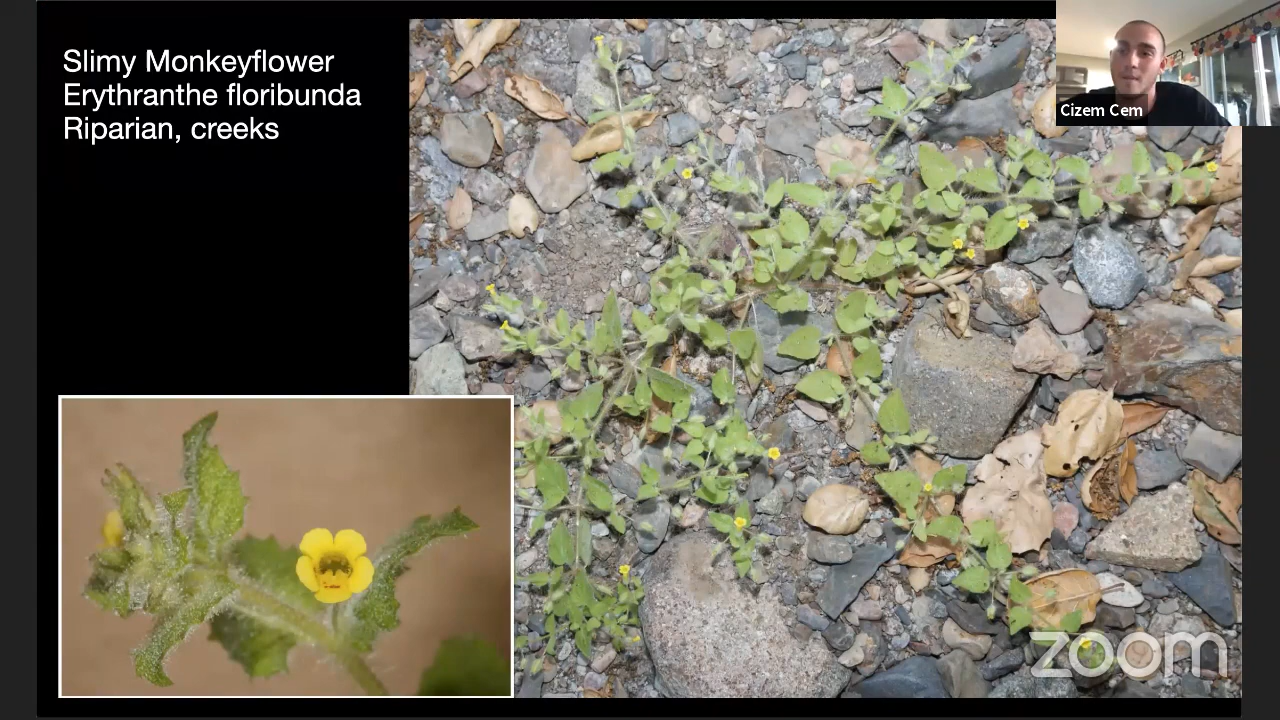 Slimy Monkeyflower
Erythranthe floribunda
Riparian, creeks
Cizem Cem
zoom